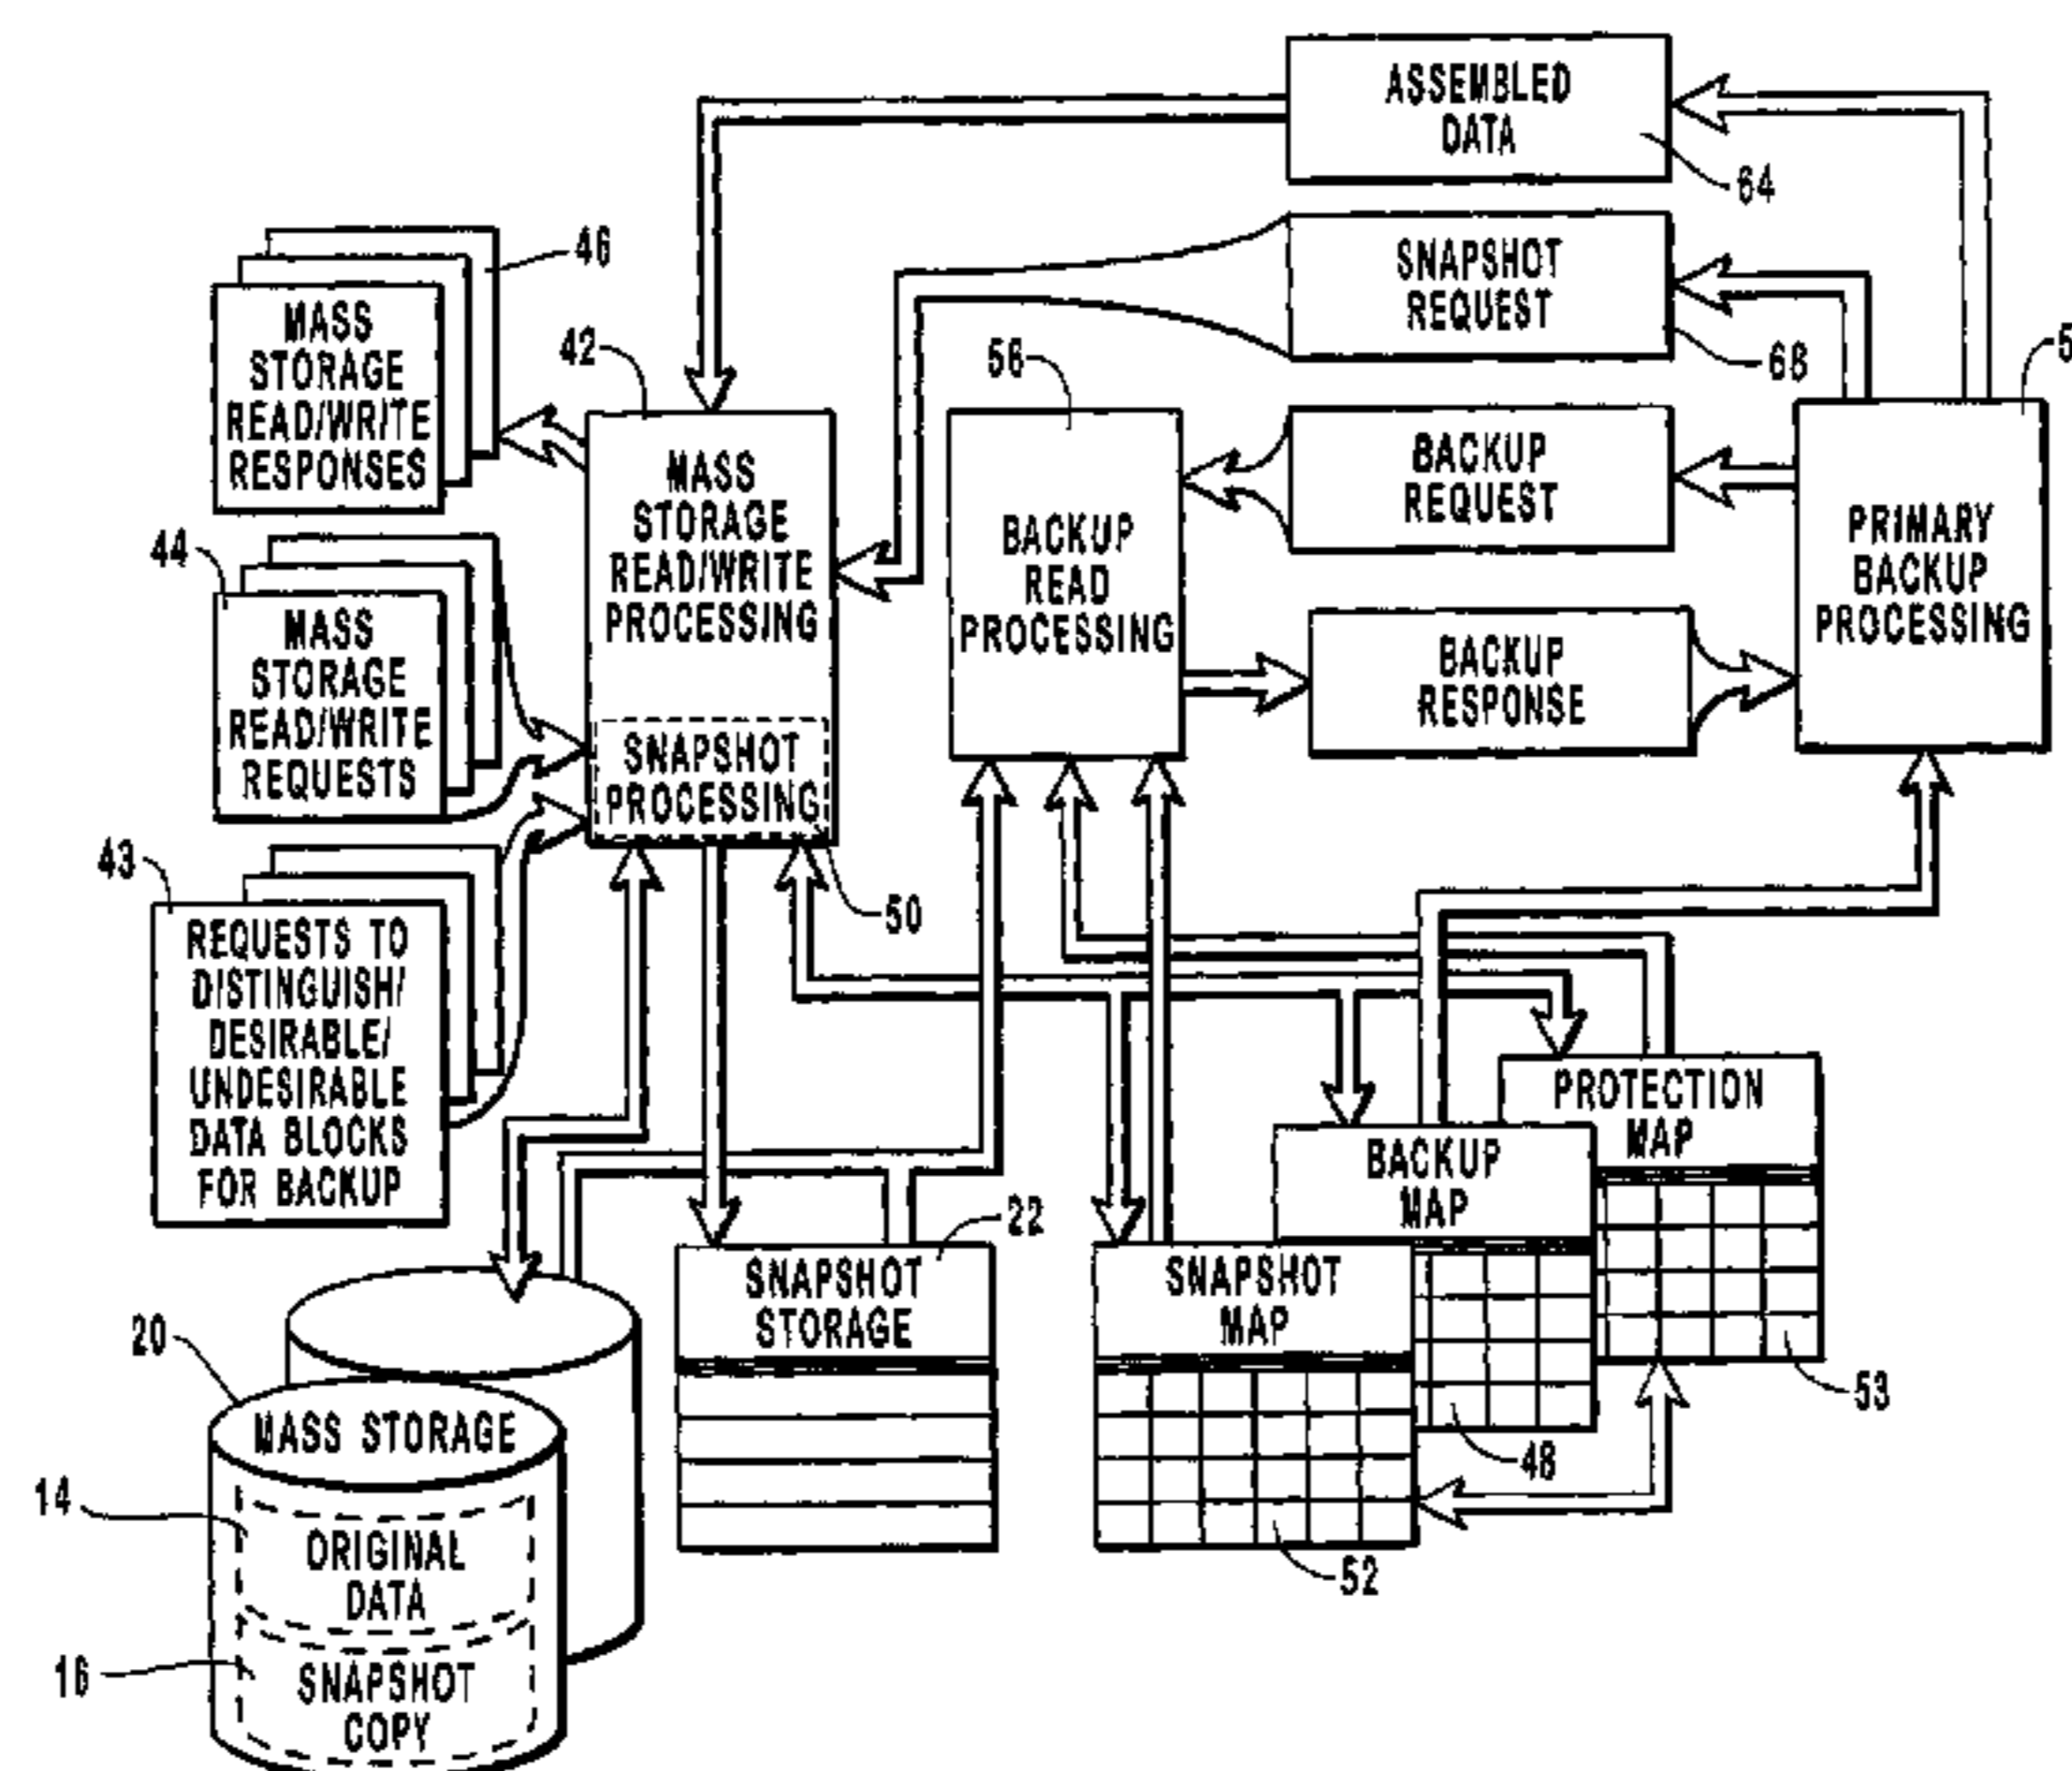 ASSEMBLED
DATA
64
46
MASS
STORAGE
READ/WRITE
RESPONSES
SNAPSHOT
REQUEST
68
42
56
MASS
STORAGE
READ/WRITE
PROCESSING
BACKUP
READ
PROCESSING
BACKUP
REQUEST
PRIMARY
BACKUP
PROCESSING
44
MASS
STORAGE
READ/WRITE
REQUESTS
BACKUP
RESPONSE
SNAPSHOT
PROCESSING
50
43
REQUESTS TO
DISTINGUISH/
DESIRABLE/
UNDESIRABLE
DATA BLOCKS
FOR BACKUP
PROTECTION
MAP
53
BACKUP
MAP
48
SNAPSHOT
MAP
52
22
SNAPSHOT
STORAGE
20
MASS STORAGE
14
ORIGINAL
DATA
16
SNAPSHOT
COPY